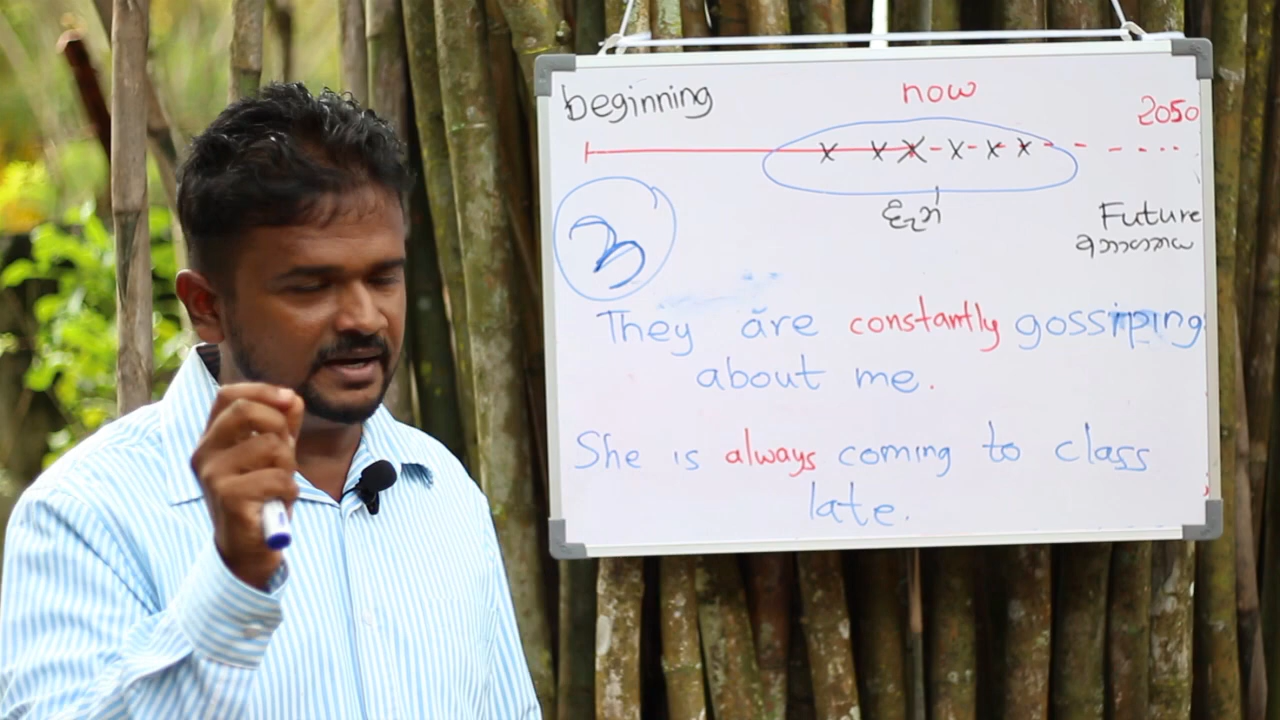 beginning
now
2050
දැන්
Future
අනාගතය
3
They are constantly gossiping
about me.
She is always coming to class
late.